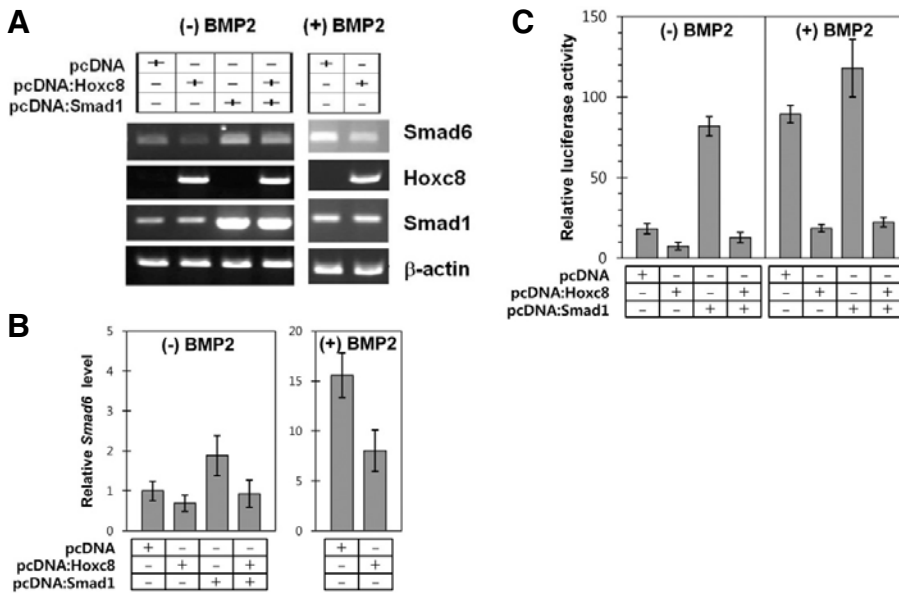 A
(-) BMP2
(+) BMP2
pcDNA + – – – + –
pcDNA:Hoxc8 – + – + – +
pcDNA:Smad1 – – + + – –
Smad6
Hoxc8
Smad1
β-actin
B
Relative Smad6 level
5
4
3
2
1
0
(-) BMP2
20
15
10
5
0
(+) BMP2
pcDNA + – – – + –
pcDNA:Hoxc8 – + – + – +
pcDNA:Smad1 – – + + – –
C
Relative luciferase activity
150
100
50
0
(-) BMP2
(+) BMP2
pcDNA + – – – + – – –
pcDNA:Hoxc8 – + – + – + – +
pcDNA:Smad1 – – + + – – + +